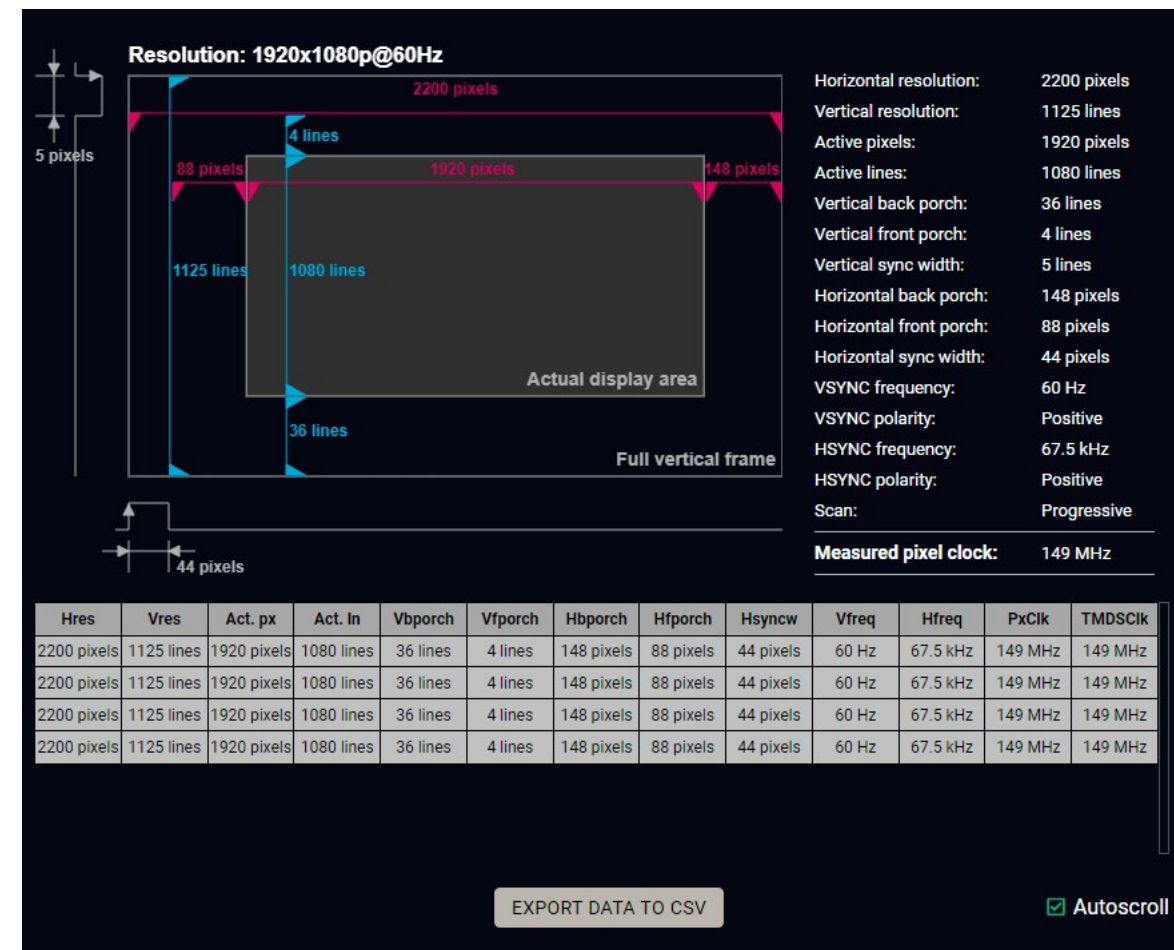 Resolution: 1920x1080p@60Hz
2200 pixels
4 lines
5 pixels
88 pixels
1920 pixels
148 pixels
1125 lines
1080 lines
Actual display area
36 lines
Full vertical frame
44 pixels
Horizontal resolution: 2200 pixels
Vertical resolution: 1125 lines
Active pixels: 1920 pixels
Active lines: 1080 lines
Vertical back porch: 36 lines
Vertical front porch: 4 lines
Vertical sync width: 5 lines
Horizontal back porch: 148 pixels
Horizontal front porch: 88 pixels
Horizontal sync width: 44 pixels
VSYNC frequency: 60 Hz
VSYNC polarity: Positive
HSYNC frequency: 67.5 kHz
HSYNC polarity: Positive
Scan: Progressive
Measured pixel clock: 149 MHz
Hres Vres Act. px Act. ln Vbporch Vfporch Hbporch Hfporch Hsyncw Vfreq Hfreq PxClk TMDSClk
2200 pixels 1125 lines 1920 pixels 1080 lines 36 lines 4 lines 148 pixels 88 pixels 44 pixels 60 Hz 67.5 kHz 149 MHz 149 MHz
2200 pixels 1125 lines 1920 pixels 1080 lines 36 lines 4 lines 148 pixels 88 pixels 44 pixels 60 Hz 67.5 kHz 149 MHz 149 MHz
2200 pixels 1125 lines 1920 pixels 1080 lines 36 lines 4 lines 148 pixels 88 pixels 44 pixels 60 Hz 67.5 kHz 149 MHz 149 MHz
2200 pixels 1125 lines 1920 pixels 1080 lines 36 lines 4 lines 148 pixels 88 pixels 44 pixels 60 Hz 67.5 kHz 149 MHz 149 MHz
EXPORT DATA TO CSV
Autoscroll